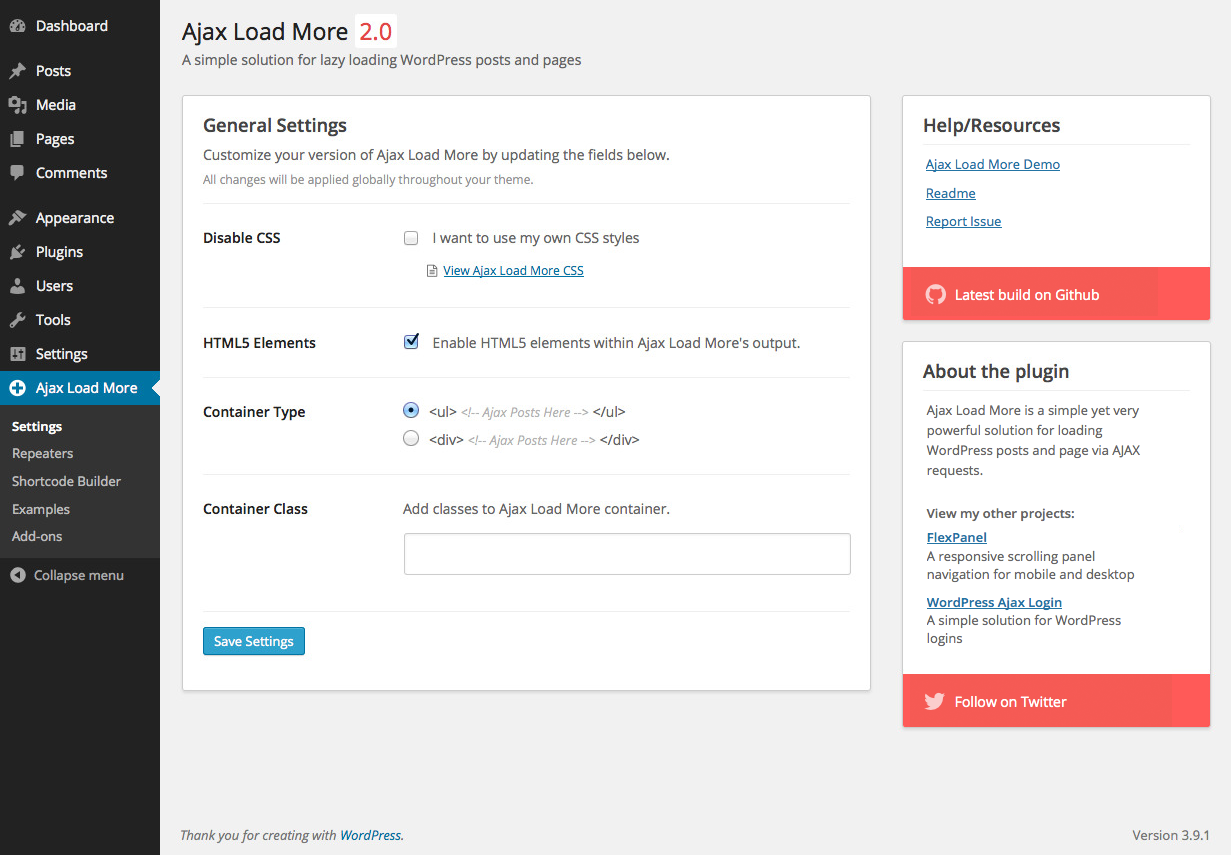 Dashboard
Posts
Media
Pages
Comments
Appearance
Plugins
Users
Tools
Settings
Ajax Load More
Settings
Repeaters
Shortcode Builder
Examples
Add-ons
Collapse menu
Ajax Load More 2.0
A simple solution for lazy loading WordPress posts and pages
General Settings
Customize your version of Ajax Load More by updating the fields below.
All changes will be applied globally throughout your theme.
Disable CSS
I want to use my own CSS styles
View Ajax Load More CSS
HTML5 Elements
Enable HTML5 elements within Ajax Load More's output.
Container Type
<ul> <!-- Ajax Posts Here --> </ul>
<div> <!-- Ajax Posts Here --> </div>
Container Class
Add classes to Ajax Load More container.
Save Settings
Help/Resources
Ajax Load More Demo
Readme
Report Issue
Latest build on Github
About the plugin
Ajax Load More is a simple yet very
powerful solution for loading
WordPress posts and page via AJAX
requests.
View my other projects:
FlexPanel
A responsive scrolling panel
navigation for mobile and desktop
WordPress Ajax Login
A simple solution for WordPress
logins
Follow on Twitter
Thank you for creating with WordPress.
Version 3.9.1